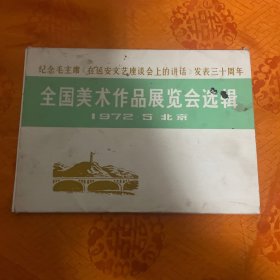 纪念毛主席《在延安文艺座谈会上的讲话》发表三十周年
全国美术作品展览会选辑
1972 5 北京